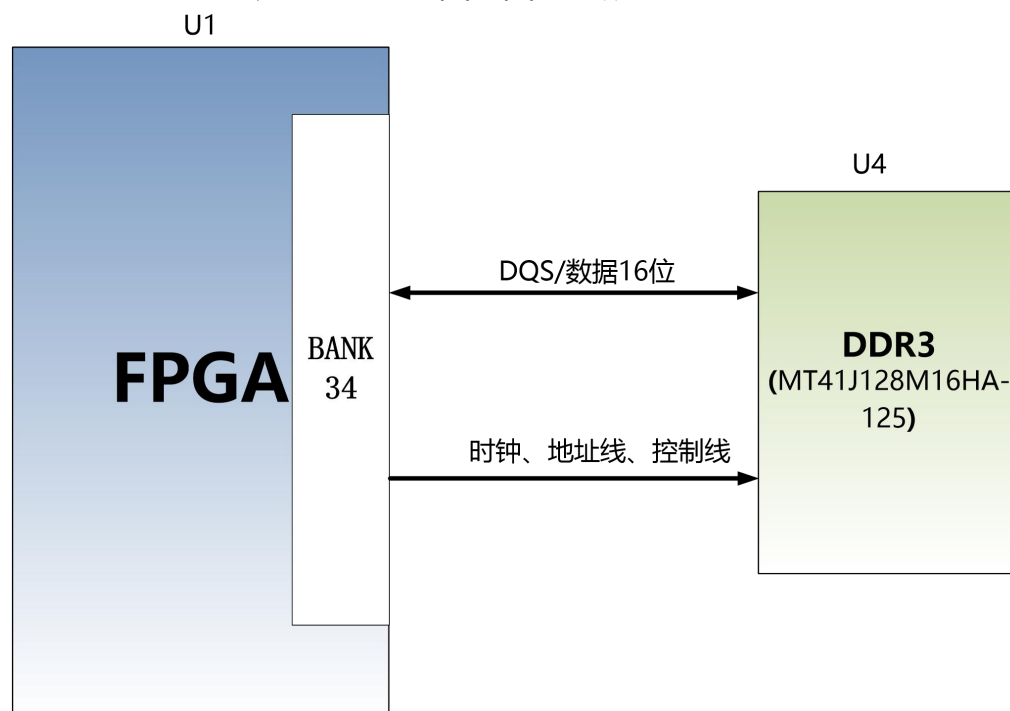 U1
U4
DQS/数据16位
FPGA
BANK
34
DDR3
(MT41J128M16HA-
125)
时钟、地址线、控制线